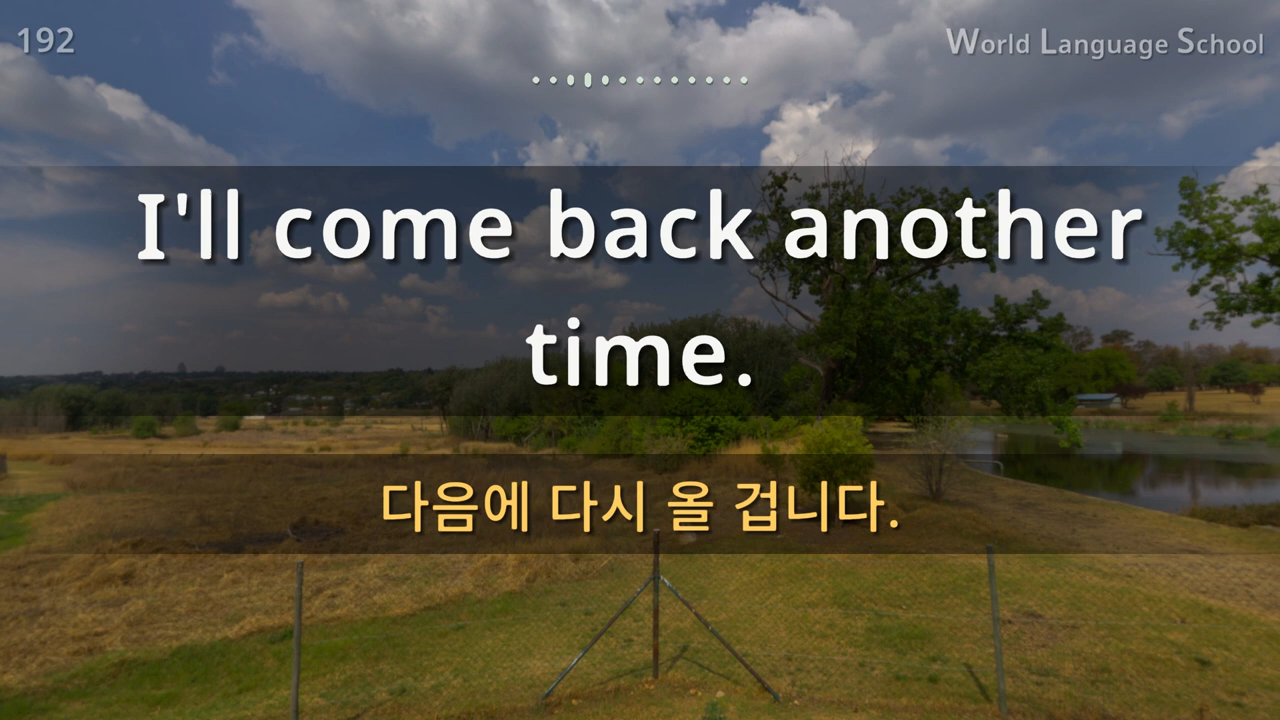 192
World Language School
I'll come back another
time.
다음에 다시 올 겁니다.